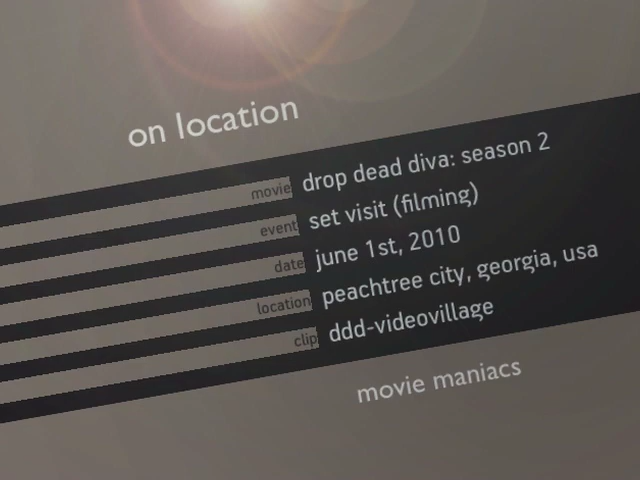 on location
movie drop dead diva: season 2
event set visit (filming)
date june 1st, 2010
location peachtree city, georgia, usa
clip ddd-videovillage
movie maniacs